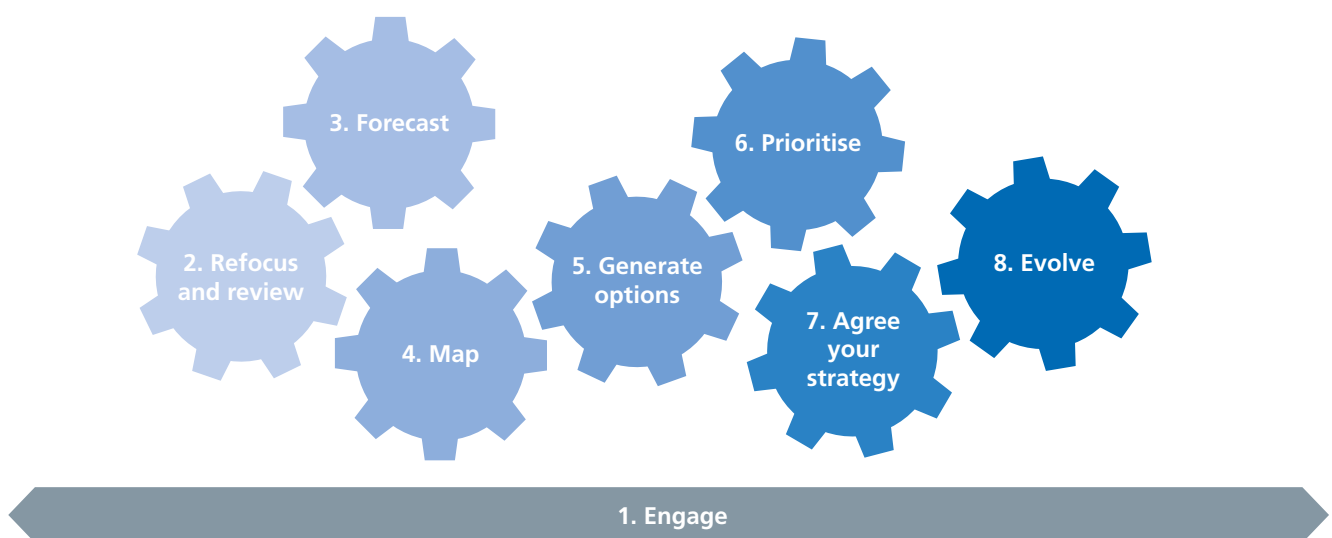 3. Forecast
6. Prioritise
2. Refocus
and review
5. Generate
options
8. Evolve
4. Map
7. Agree
your
strategy
1. Engage